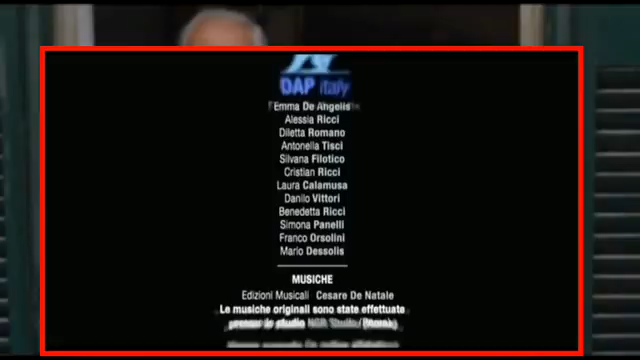 DAP italy
Emma De Angelis
Alessia Ricci
Diletta Romano
Antonella Tisci
Silvana Filotico
Cristian Ricci
Laura Calamusa
Danilo Vittori
Benedetta Ricci
Simona Panelli
Franco Orsolini
Mario Dessolis
MUSICHE
Edizioni Musicali Cesare De Natale
Le musiche originali sono state effettuate
studio